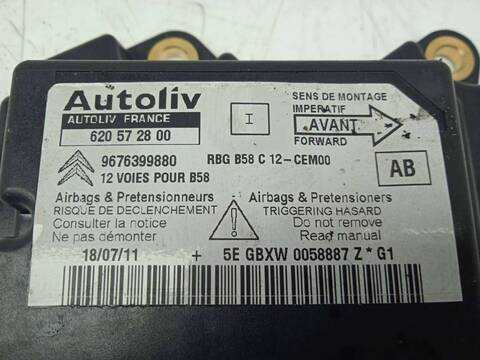 Autoliv
AUTOLIV FRANCE
620 57 28 00
I
SENS DE MONTAGE
IMPERATIF
AVANT
FORWARD
9676399880
RBG B58 C 12-CEM00
12 VOIES POUR B58
AB
Airbags & Pretensionneurs
RISQUE DE DECLENCHEMENT
Consulter la notice
Ne pas démonter
!
Airbags & Pretensioners
TRIGGERING HASARD
Do not remove
Read manual
18/07/11 + 5E GBXW 0058887 Z * G1